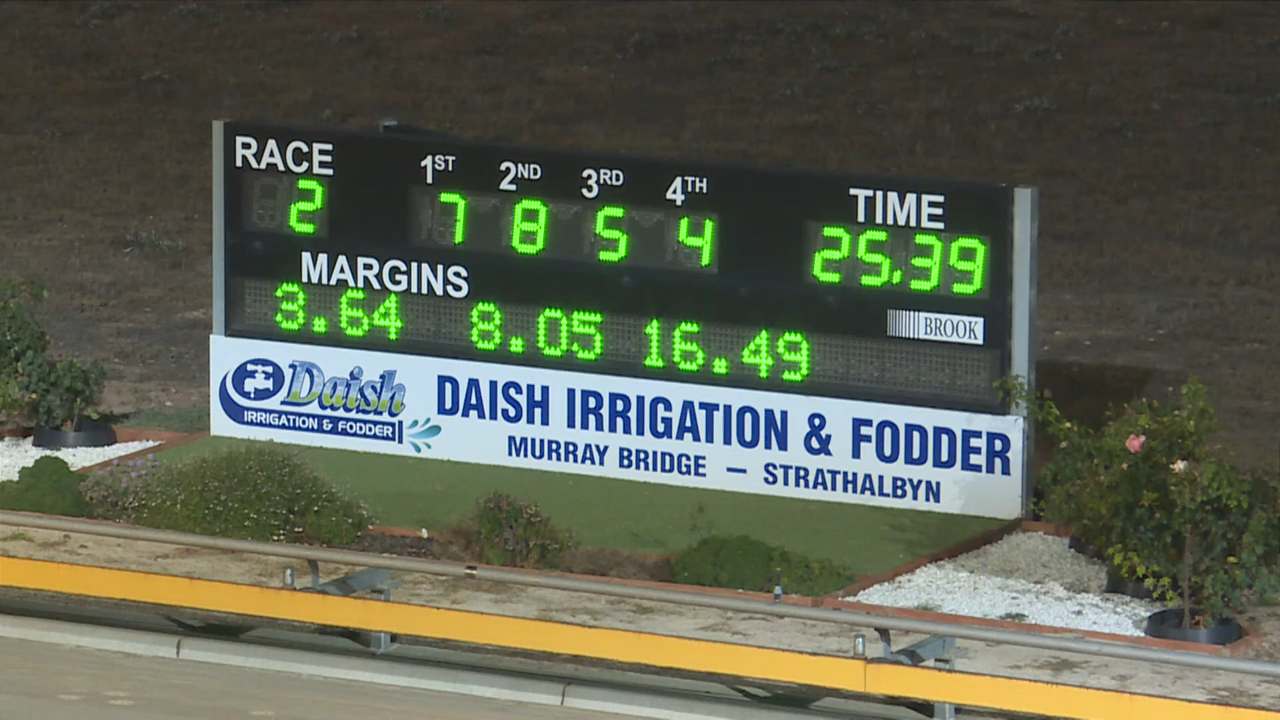 RACE 1ST 2ND 3RD 4TH TIME
2 7 8 5 4 25.39
MARGINS
3.64 8.05 16.49
BROOK
Daish
IRRIGATION & FODDER
DAISH IRRIGATION & FODDER
MURRAY BRIDGE – STRATHALBYN